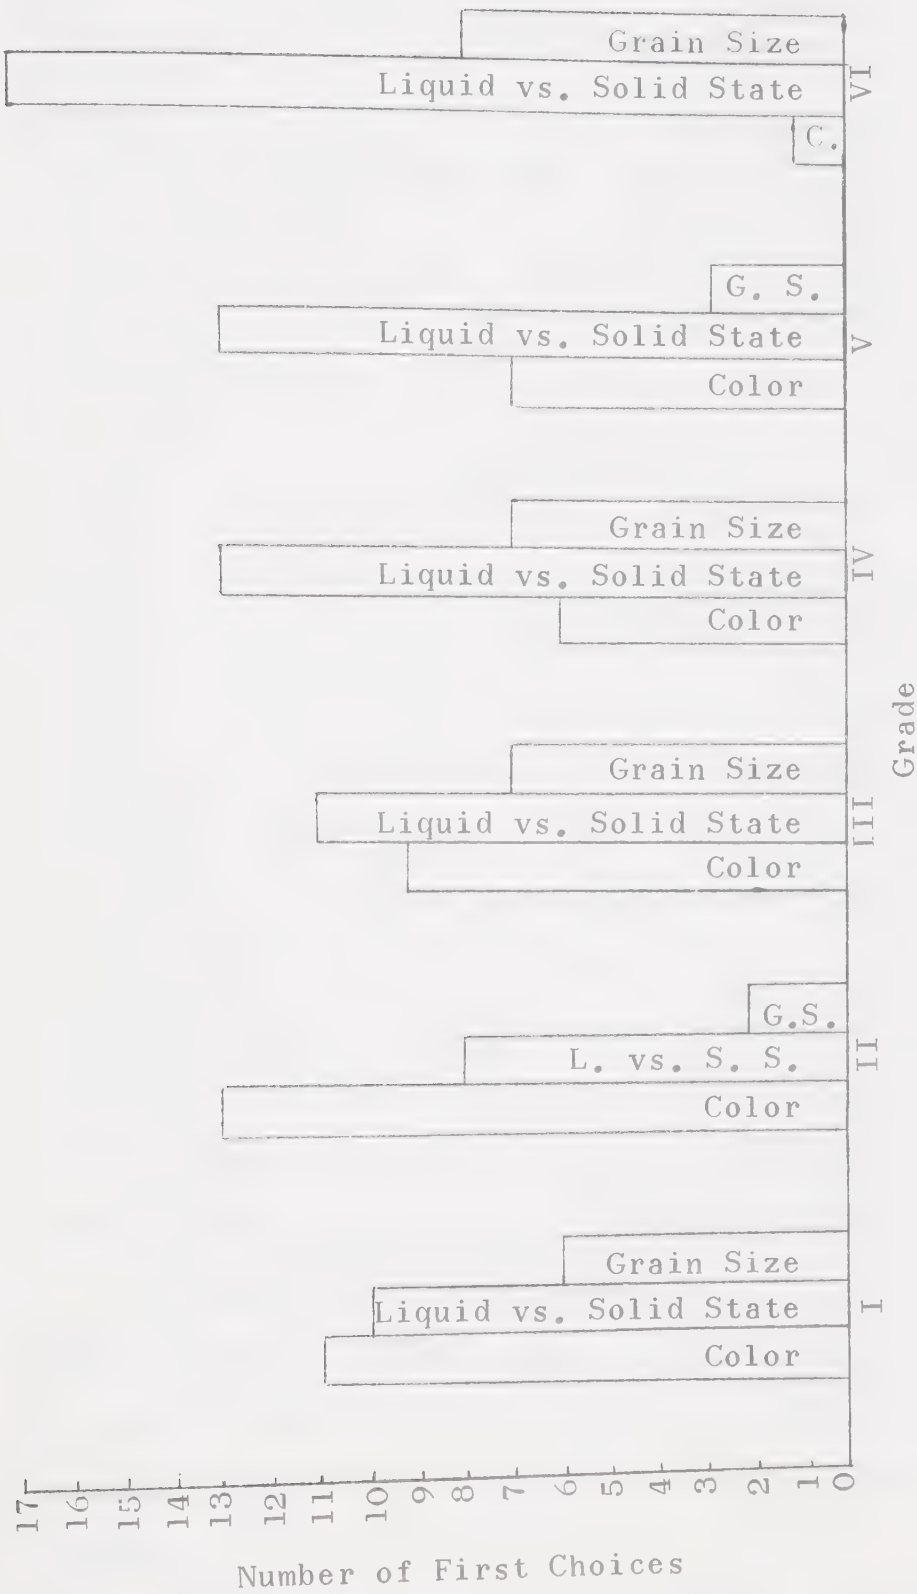 Grain Size
Liquid vs. Solid State
C.
VI
G. S.
Liquid vs. Solid State
Color
V
Grain Size
Liquid vs. Solid State
Color
IV
Grain Size
Liquid vs. Solid State
Color
III
G.S.
L. vs. S. S.
Color
II
Grain Size
Liquid vs. Solid State
Color
I
Grade
17 16 15 14 13 11 10 9 8 7 6 5 4 3 2 1 0
Number of First Choices